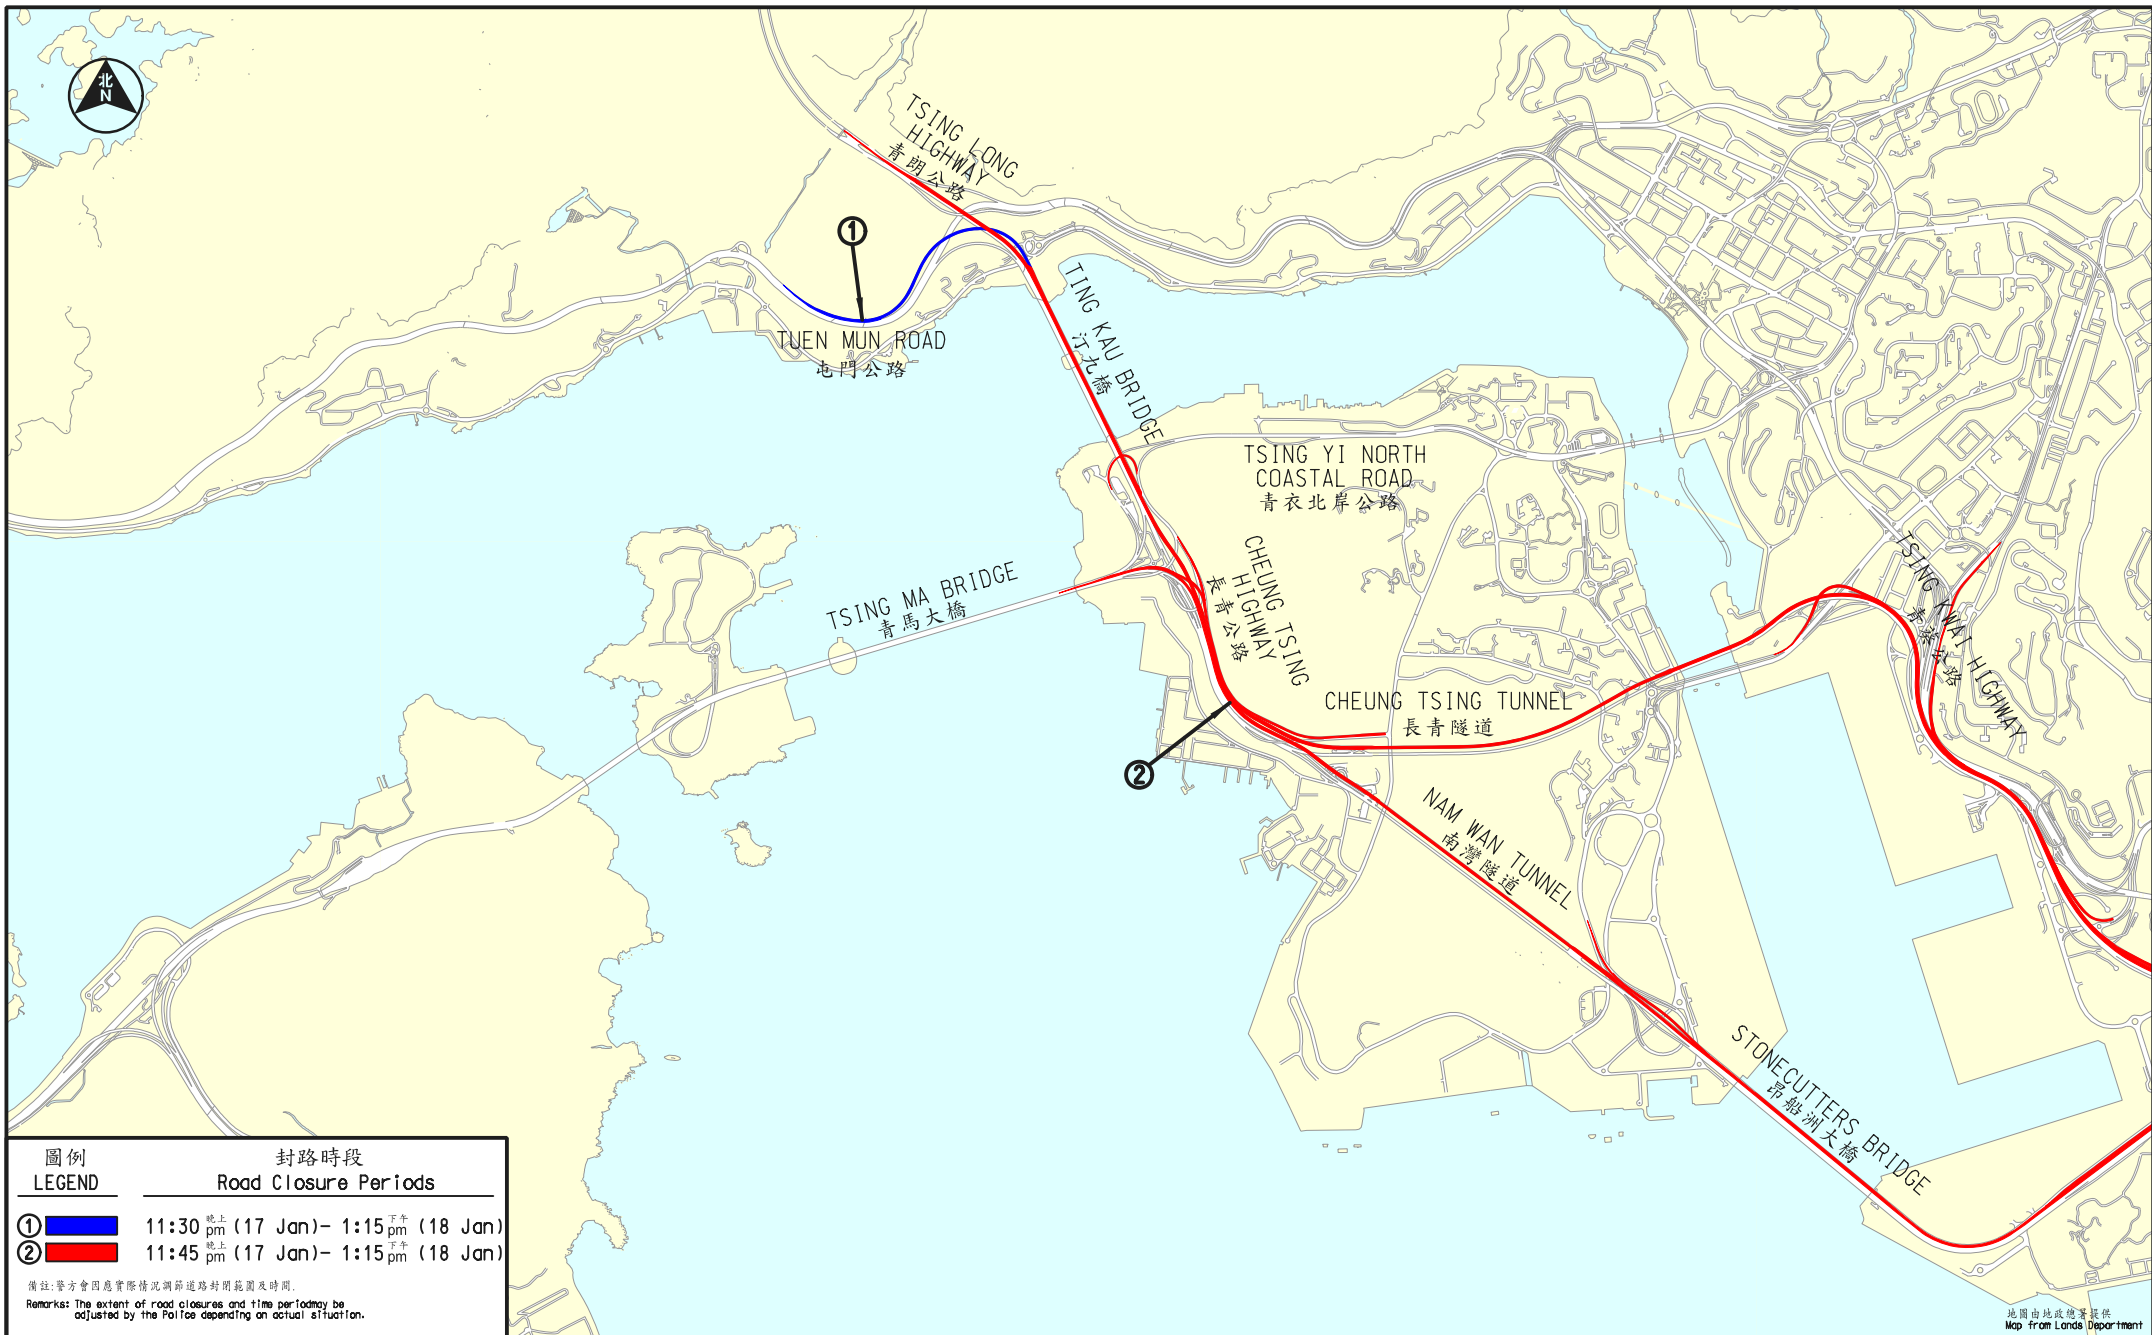 北
N
TSING LONG
HIGHWAY
青朗公路
①
TUEN MUN ROAD
屯門公路
TING KAU BRIDGE
汀九橋
TSING YI NORTH
COASTAL ROAD
青衣北岸公路
TSING MA BRIDGE
青馬大橋
CHEUNG TSING
HIGHWAY
長青公路
TSING KWAI HIGHWAY
青葵公路
CHEUNG TSING TUNNEL
長青隧道
②
NAM WAN TUNNEL
南灣隧道
STONECUTTERS BRIDGE
昂船洲大橋
圖例
LEGEND
封路時段
Road Closure Periods
① 11:30 晚上 pm (17 Jan)- 1:15 下午 pm (18 Jan)
② 11:45 晚上 pm (17 Jan)- 1:15 下午 pm (18 Jan)
備註:警方會因應實際情況調節道路封閉範圍及時間.
Remarks: The extent of road closures and time periodmay be
adjusted by the Police depending on actual situation.
地圖由地政總署提供
Map from Lands Department